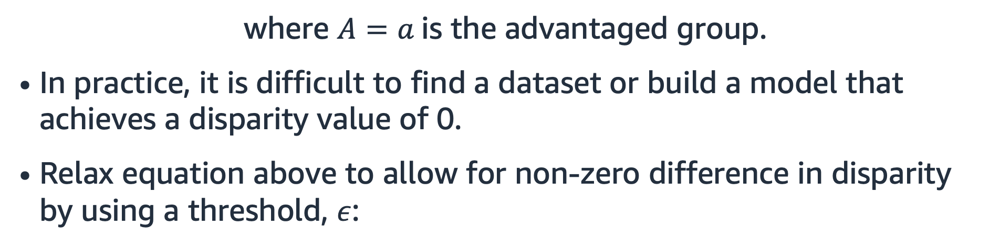 where A = a is the advantaged group.
• In practice, it is difficult to find a dataset or build a model that
achieves a disparity value of 0.
• Relax equation above to allow for non-zero difference in disparity
by using a threshold, ϵ: